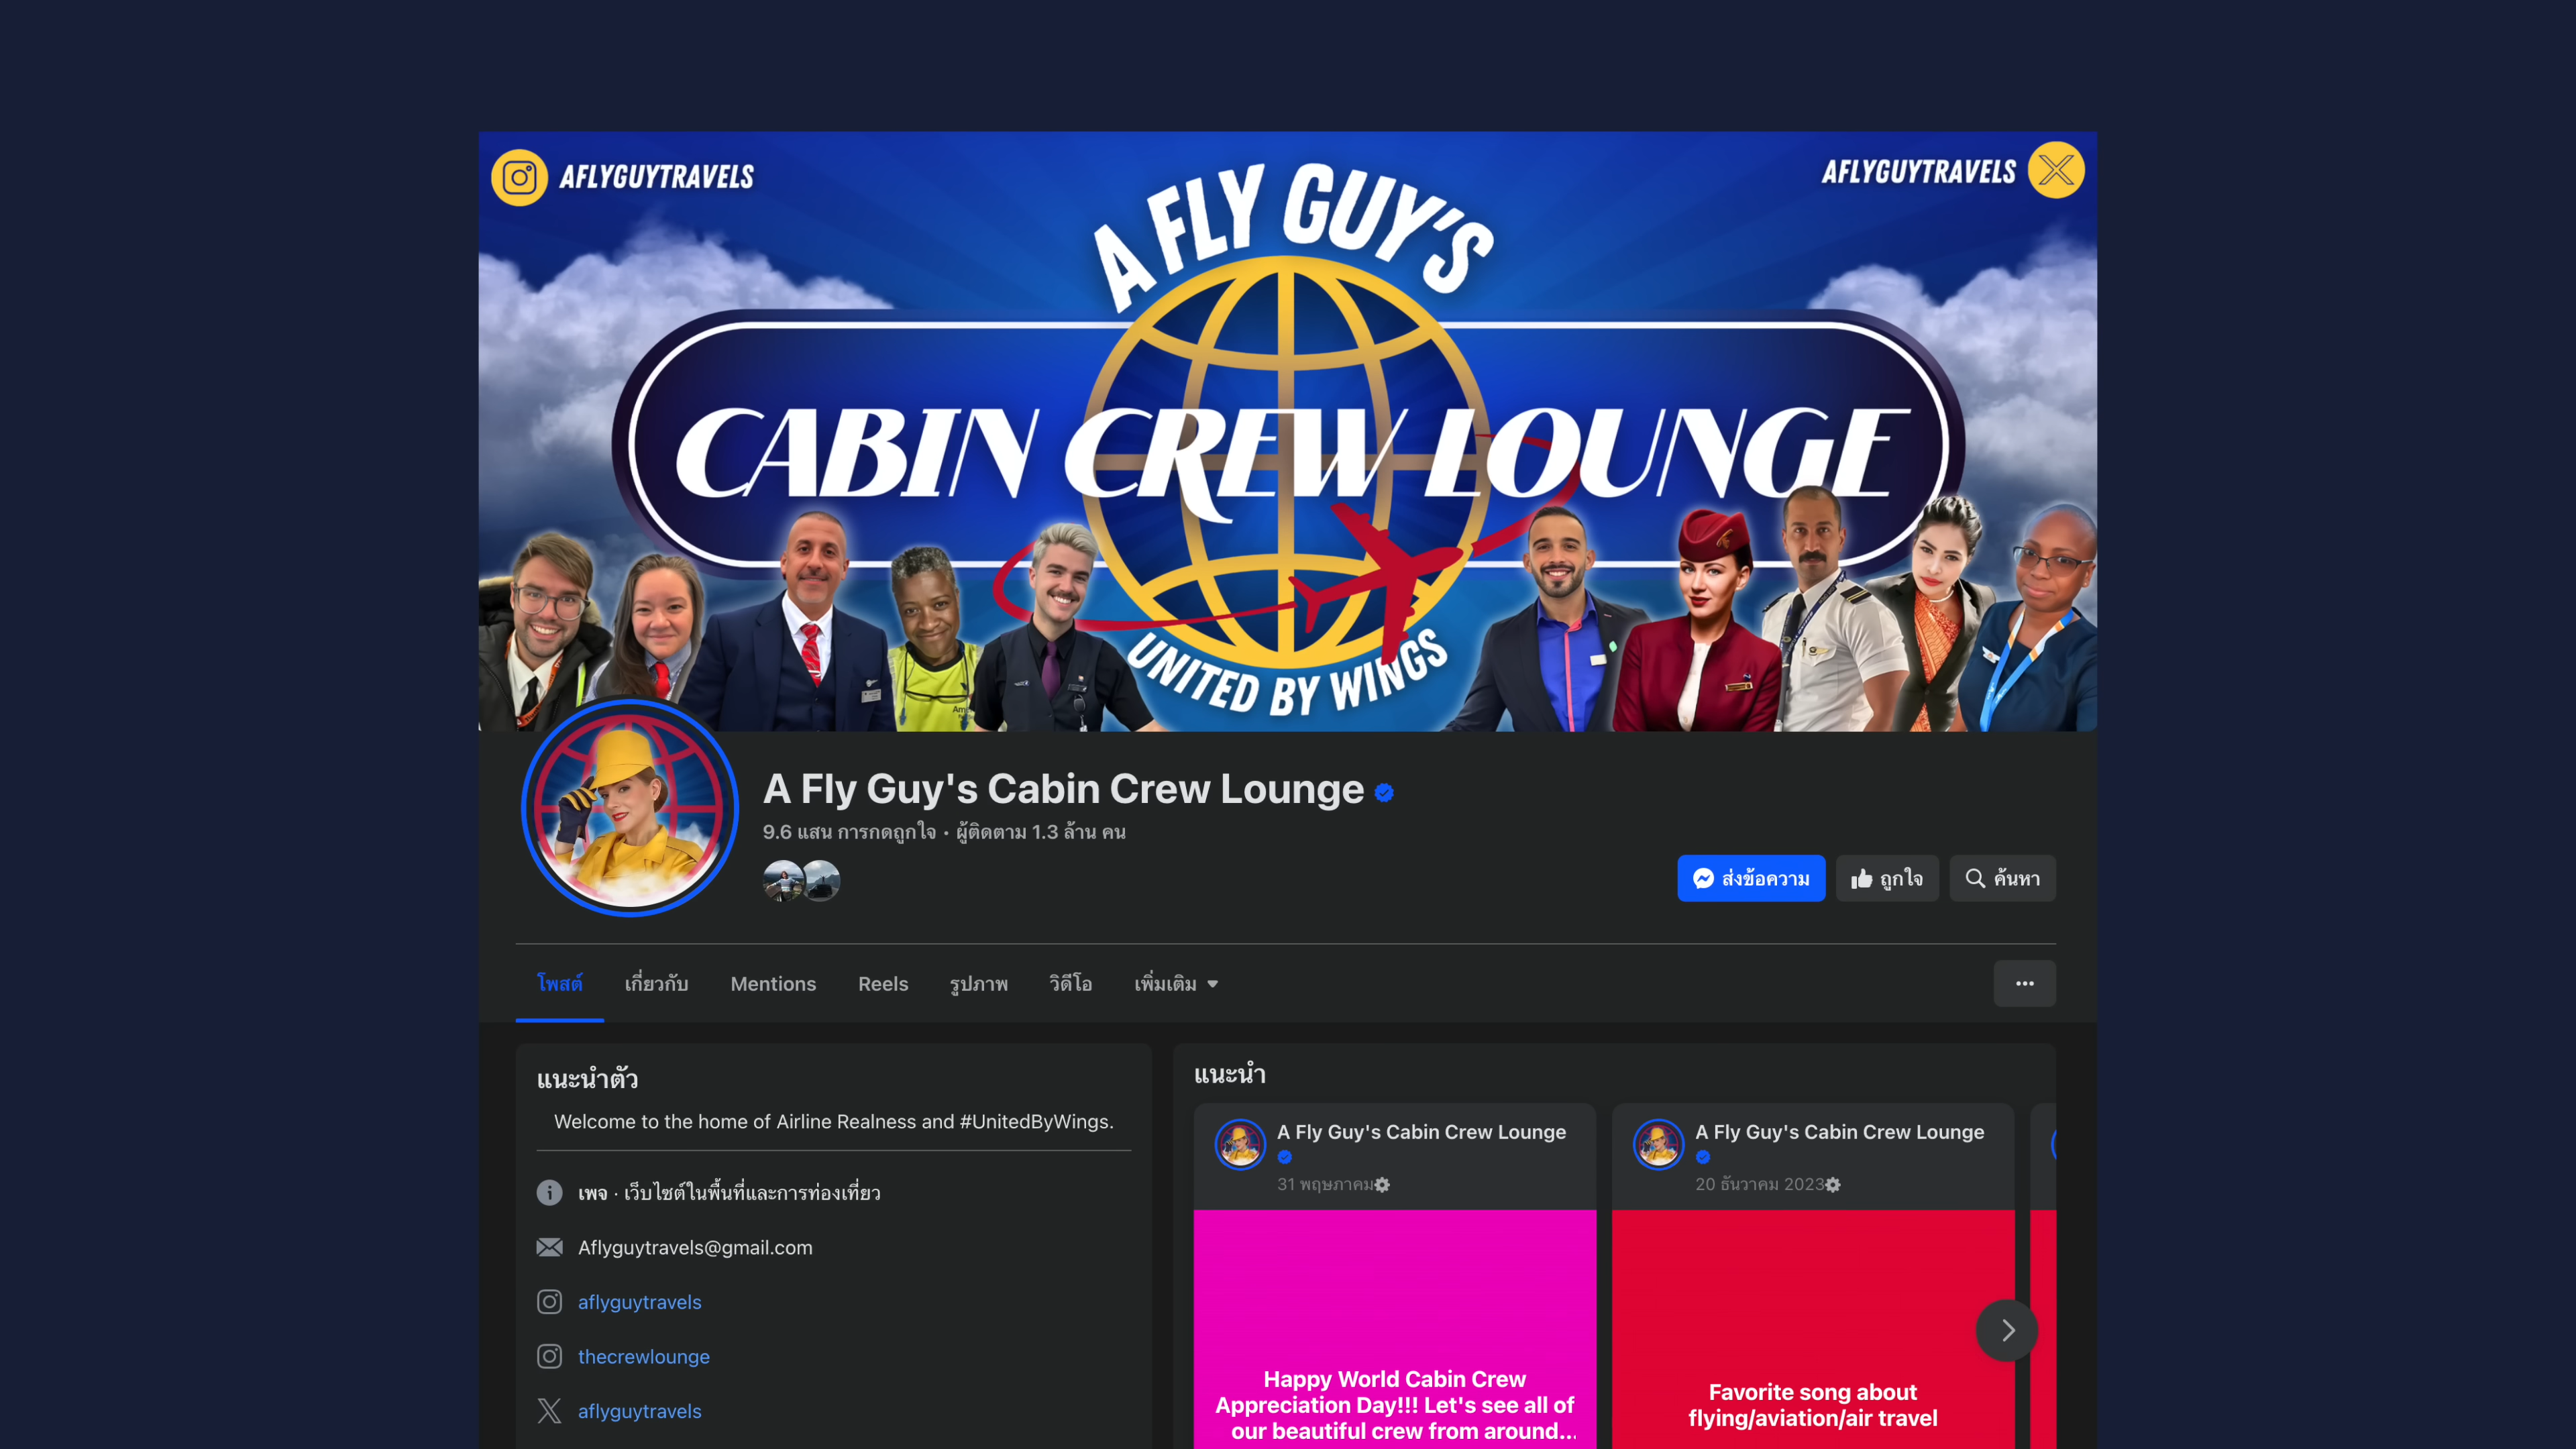 AFLYGUYTRAVELS
AFLYGUYTRAVELS
A FLY GUY'S
CABIN CREW LOUNGE
UNITED BY WINGS
A Fly Guy's Cabin Crew Lounge
9.6 แสน การกดถูกใจ • ผู้ติดตาม 1.3 ล้าน คน
ส่งข้อความ
ถูกใจ
ค้นหา
โพสต์
เกี่ยวกับ
Mentions
Reels
รูปภาพ
วิดีโอ
เพิ่มเติม
แนะนำตัว
Welcome to the home of Airline Realness and #UnitedByWings.
เพจ · เว็บไซต์ในพื้นที่และการท่องเที่ยว
Aflyguytravels@gmail.com
aflyguytravels
thecrewlounge
aflyguytravels
แนะนำ
A Fly Guy's Cabin Crew Lounge
31 พฤษภาคม
Happy World Cabin Crew
Appreciation Day!!! Let's see all of
our beautiful crew from around...
A Fly Guy's Cabin Crew Lounge
20 ธันวาคม 2023
Favorite song about
flying/aviation/air travel